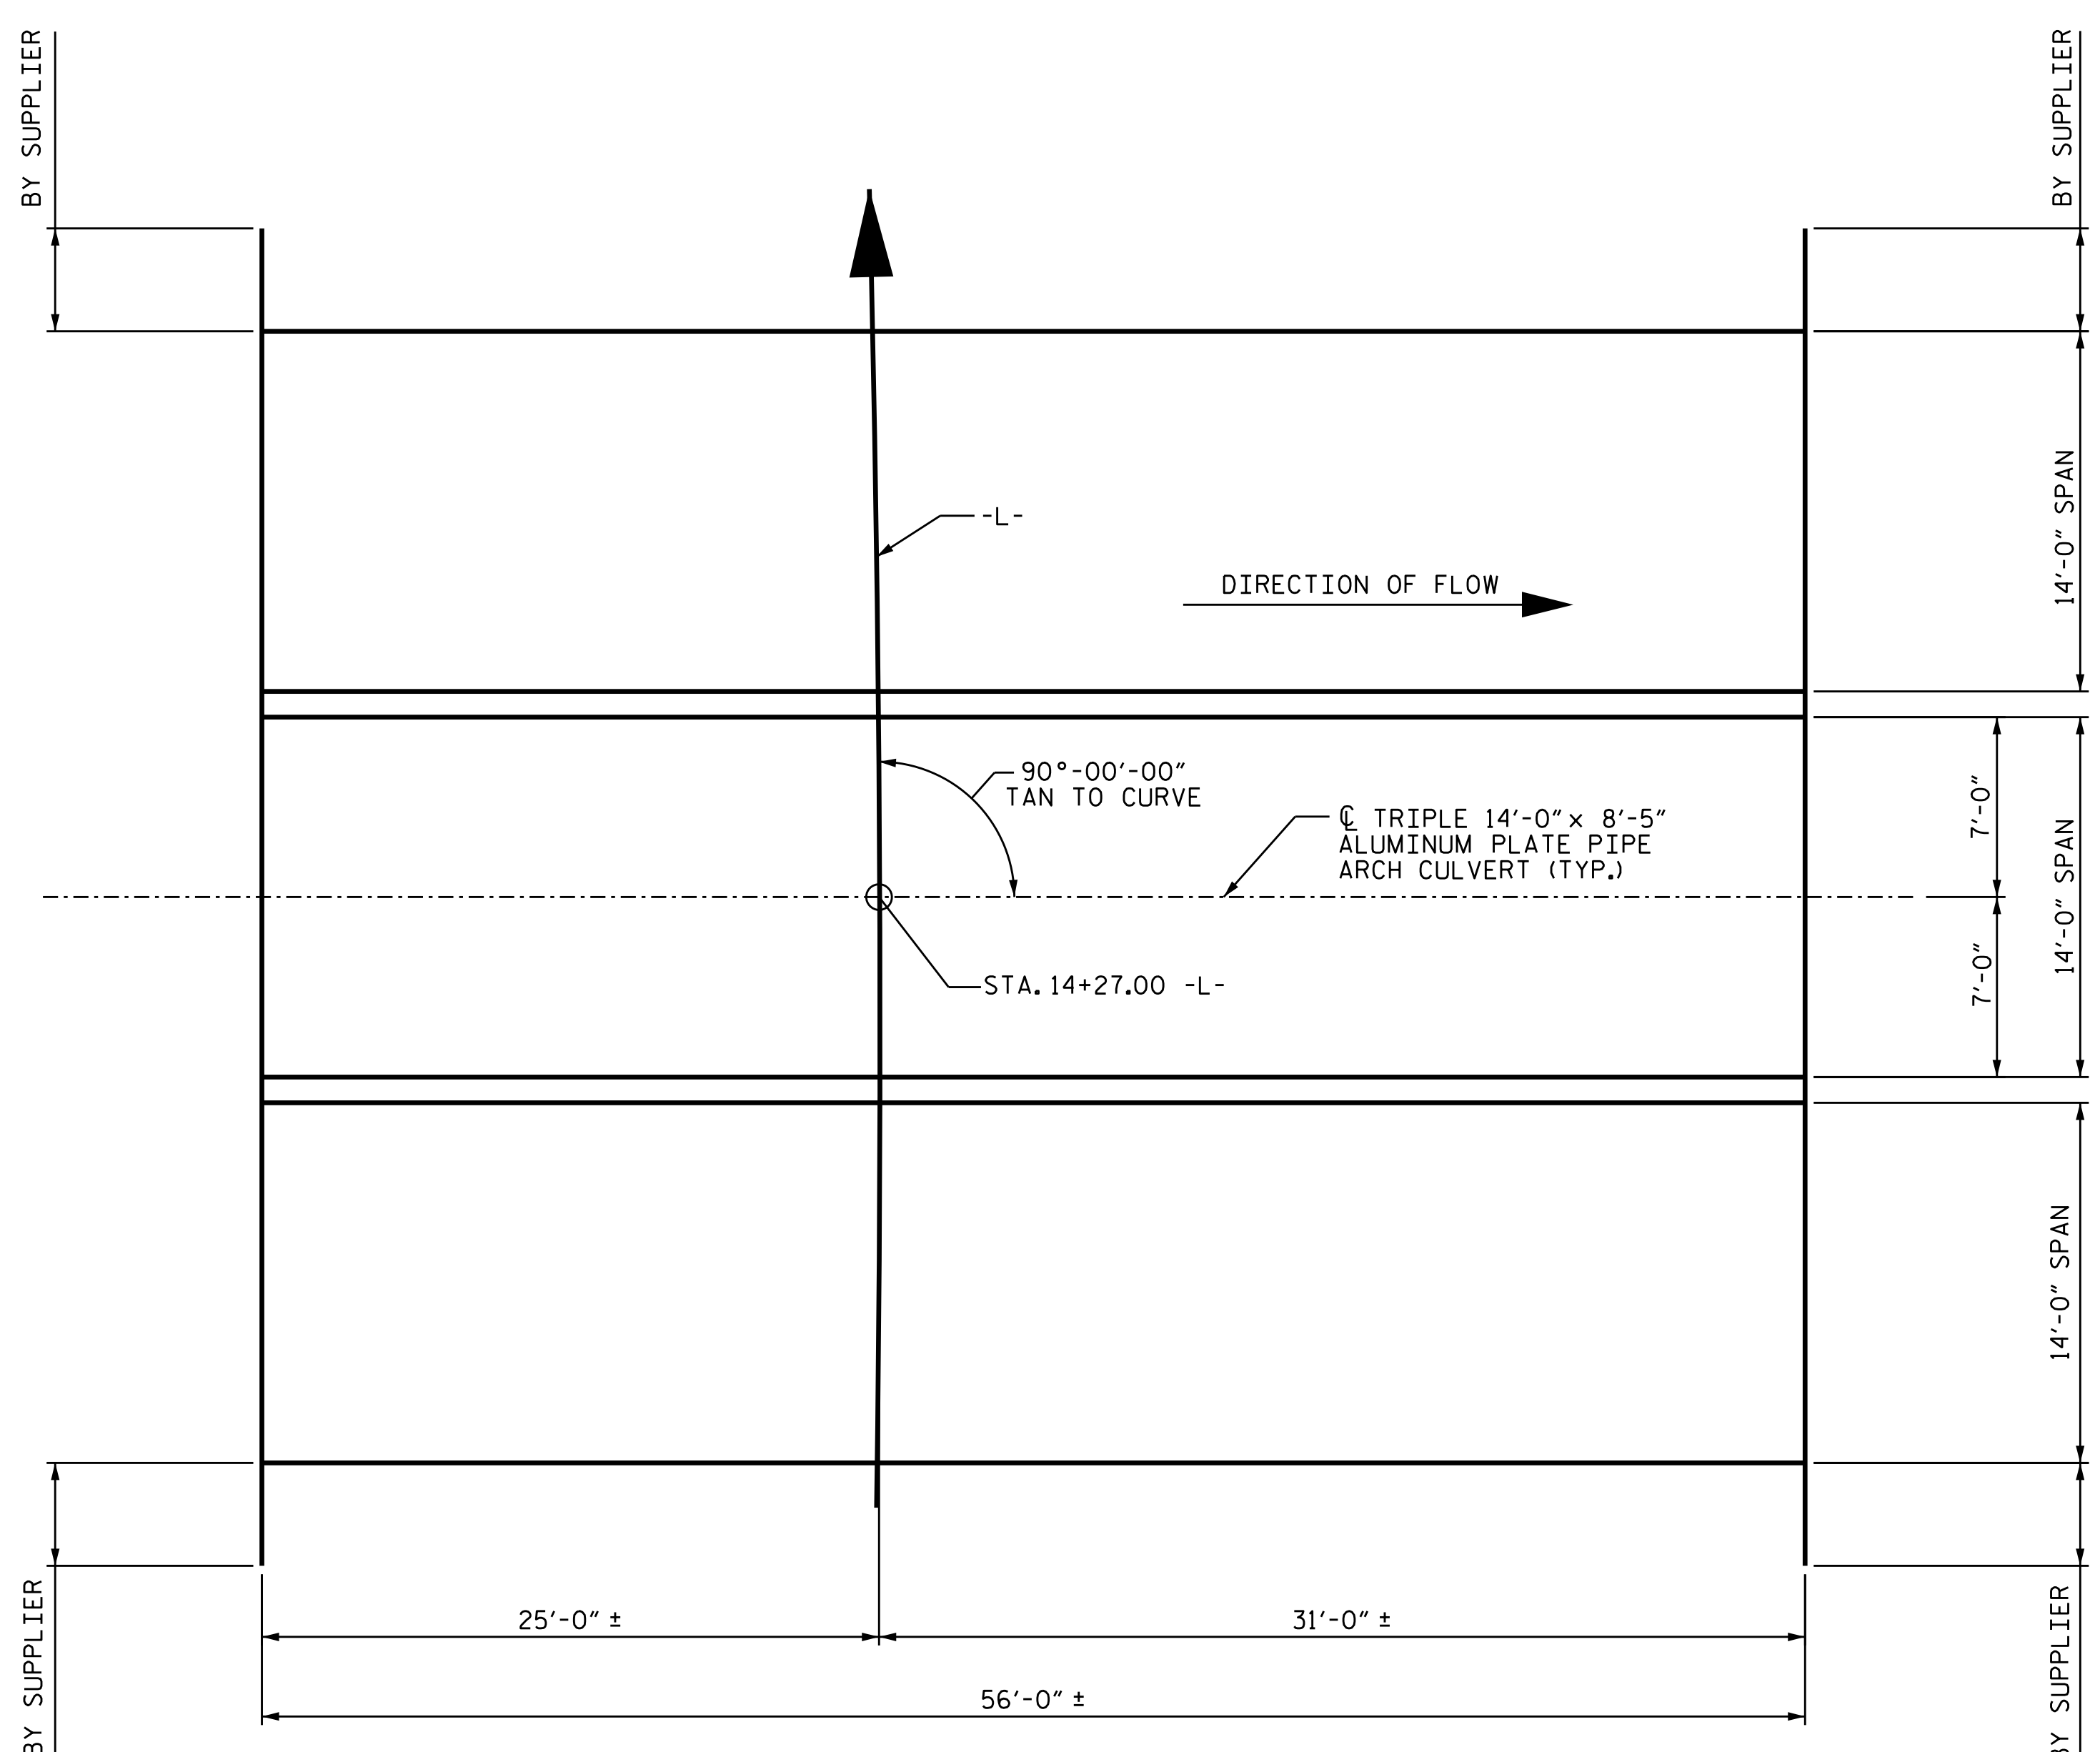 BY SUPPLIER
BY SUPPLIER
14'-0" SPAN
-L-
DIRECTION OF FLOW
90°-00'-00"
TAN TO CURVE
7'-0"
℄ TRIPLE 14'-0"x 8'-5"
ALUMINUM PLATE PIPE
ARCH CULVERT (TYP.)
14'-0" SPAN
7'-0"
STA. 14+27.00 -L-
14'-0" SPAN
25'-0" ±
31'-0" ±
56'-0" ±
BY SUPPLIER
BY SUPPLIER